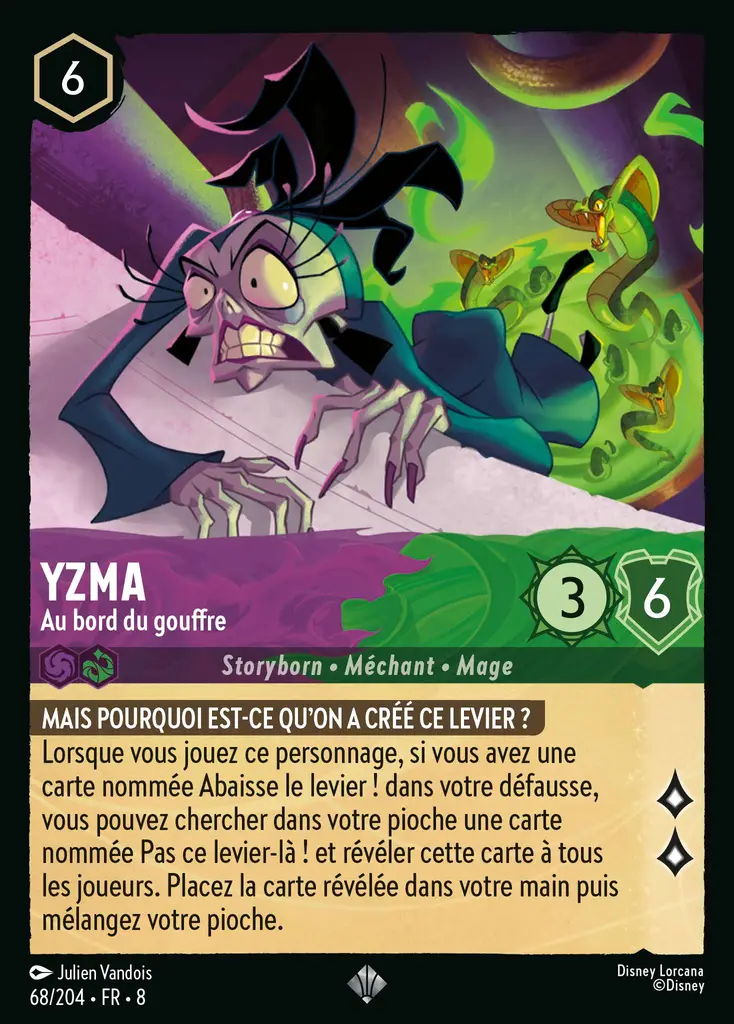 6
YZMA
Au bord du gouffre
3
6
Storyborn • Méchant • Mage
MAIS POURQUOI EST-CE QU'ON A CRÉÉ CE LEVIER ?
Lorsque vous jouez ce personnage, si vous avez une
carte nommée Abaisse le levier ! dans votre défausse,
vous pouvez chercher dans votre pioche une carte
nommée Pas ce levier-là ! et révéler cette carte à tous
les joueurs. Placez la carte révélée dans votre main puis
mélangez votre pioche.
Julien Vandois
68/204 • FR • 8
Disney Lorcana
©Disney